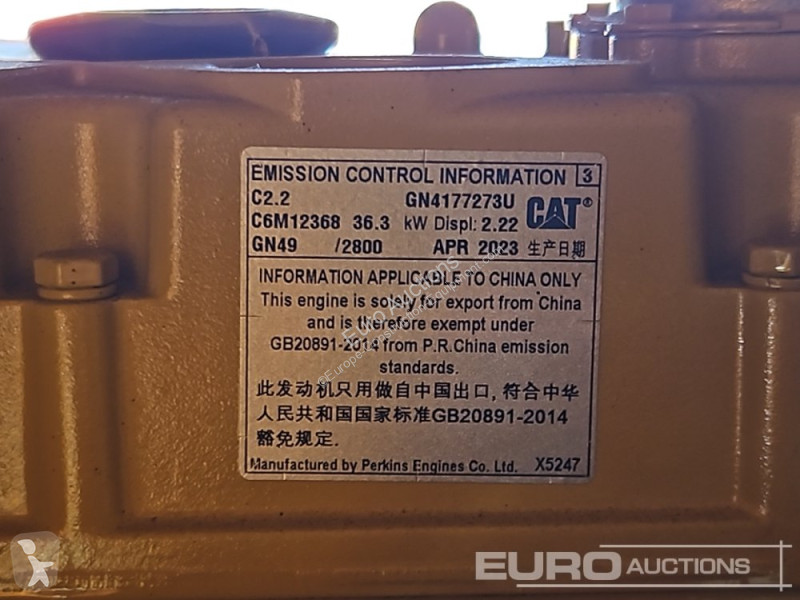 EMISSION CONTROL INFORMATION 3
C2.2 GN4177273U
C6M12368 36.3 kW Displ: 2.22 CAT®
GN49 /2800 APR 2023 生产日期
INFORMATION APPLICABLE TO CHINA ONLY
This engine is solely for export from China
and is therefore exempt under
GB20891-2014 from P.R.China emission
standards.
此发动机只用做自中国出口, 符合中华
人民共和国国家标准GB20891-2014
豁免规定.
Manufactured by Perkins Engines Co. Ltd. X5247
EURO AUCTIONS
EURO AUCTIONS